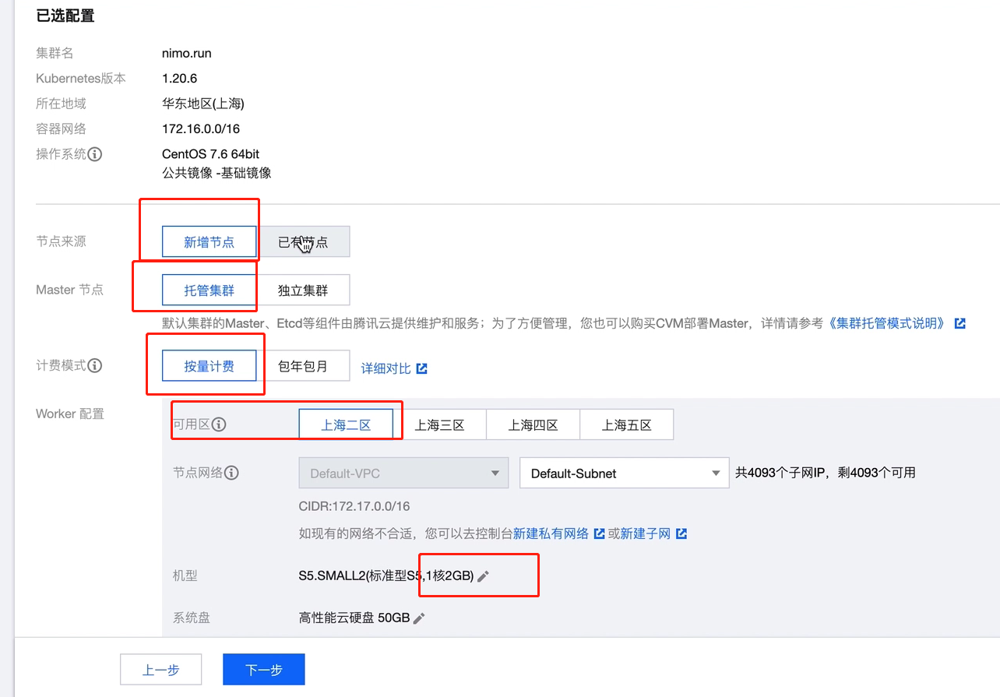 已选配置
集群名 nimo.run
Kubernetes版本 1.20.6
所在地域 华东地区(上海)
容器网络 172.16.0.0/16
操作系统 CentOS 7.6 64bit
公共镜像 -基础镜像
节点来源 新增节点 已有节点
Master 节点 托管集群 独立集群
默认集群的Master、Etcd等组件由腾讯云提供维护和服务；为了方便管理，您也可以购买CVM部署Master，详情请参考《集群托管模式说明》
计费模式 按量计费 包年包月 详细对比
Worker 配置
可用区 上海二区 上海三区 上海四区 上海五区
节点网络 Default-VPC Default-Subnet 共4093个子网IP，剩4093个可用
CIDR:172.17.0.0/16
如现有的网络不合适，您可以去控制台新建私有网络 或新建子网
机型 S5.SMALL2(标准型S5,1核2GB)
系统盘 高性能云硬盘 50GB
上一步 下一步